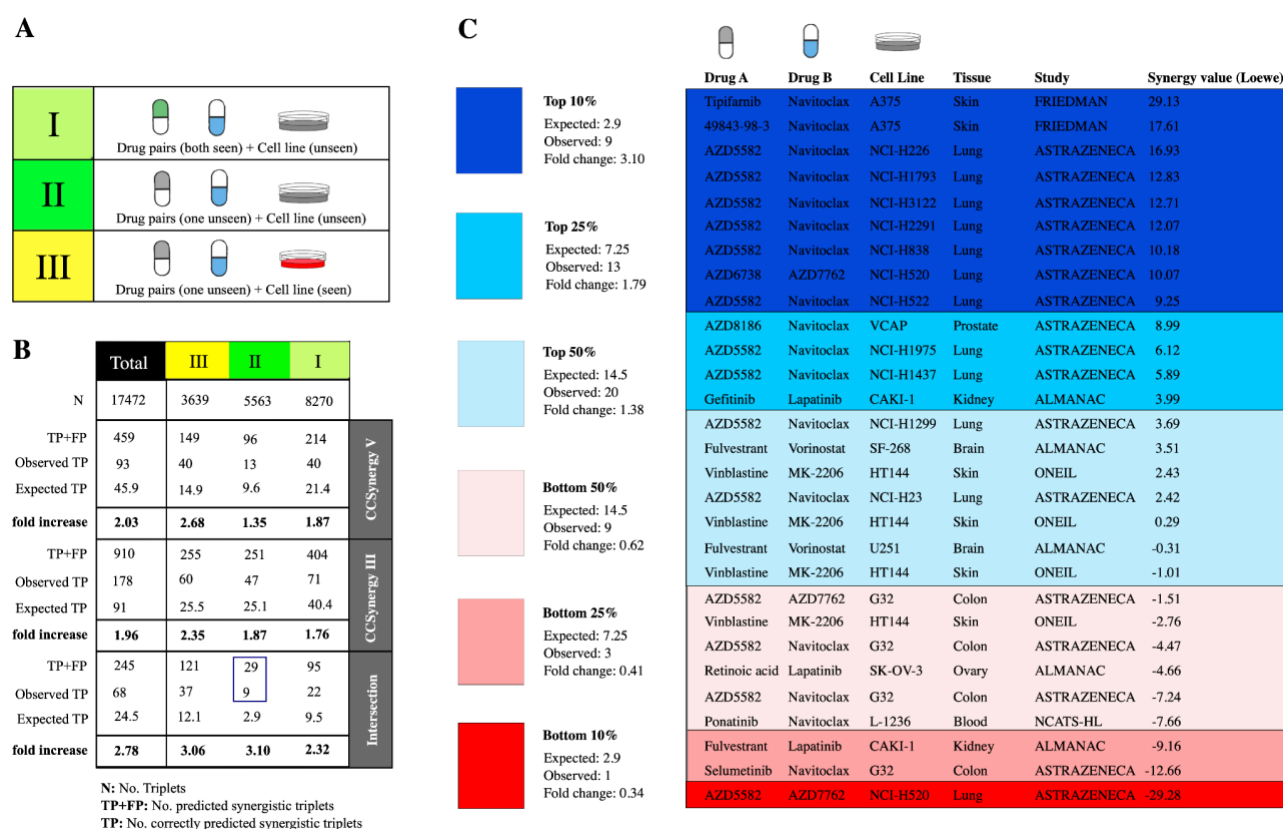 A
I
Drug pairs (both seen) + Cell line (unseen)
II
Drug pairs (one unseen) + Cell line (unseen)
III
Drug pairs (one unseen) + Cell line (seen)
B
Total III II I
N 17472 3639 5563 8270
TP+FP 459 149 96 214
Observed TP 93 40 13 40
Expected TP 45.9 14.9 9.6 21.4
fold increase 2.03 2.68 1.35 1.87
CCSynergy V
TP+FP 910 255 251 404
Observed TP 178 60 47 71
Expected TP 91 25.5 25.1 40.4
fold increase 1.96 2.35 1.87 1.76
CCSynergy III
TP+FP 245 121 29 95
Observed TP 68 37 9 22
Expected TP 24.5 12.1 2.9 9.5
fold increase 2.78 3.06 3.10 2.32
Intersection
N: No. Triplets
TP+FP: No. predicted synergistic triplets
TP: No. correctly predicted synergistic triplets
C
Top 10%
Expected: 2.9
Observed: 9
Fold change: 3.10
Top 25%
Expected: 7.25
Observed: 13
Fold change: 1.79
Top 50%
Expected: 14.5
Observed: 20
Fold change: 1.38
Bottom 50%
Expected: 14.5
Observed: 9
Fold change: 0.62
Bottom 25%
Expected: 7.25
Observed: 3
Fold change: 0.41
Bottom 10%
Expected: 2.9
Observed: 1
Fold change: 0.34
Drug A Drug B Cell Line Tissue Study Synergy value (Loewe)
Tipifarnib Navitoclax A375 Skin FRIEDMAN 29.13
49843-98-3 Navitoclax A375 Skin FRIEDMAN 17.61
AZD5582 Navitoclax NCI-H226 Lung ASTRAZENECA 16.93
AZD5582 Navitoclax NCI-H1793 Lung ASTRAZENECA 12.83
AZD5582 Navitoclax NCI-H3122 Lung ASTRAZENECA 12.71
AZD5582 Navitoclax NCI-H2291 Lung ASTRAZENECA 12.07
AZD5582 Navitoclax NCI-H838 Lung ASTRAZENECA 10.18
AZD6738 AZD7762 NCI-H520 Lung ASTRAZENECA 10.07
AZD5582 Navitoclax NCI-H522 Lung ASTRAZENECA 9.25
AZD8186 Navitoclax VCAP Prostate ASTRAZENECA 8.99
AZD5582 Navitoclax NCI-H1975 Lung ASTRAZENECA 6.12
AZD5582 Navitoclax NCI-H1437 Lung ASTRAZENECA 5.89
Gefitinib Lapatinib CAKI-1 Kidney ALMANAC 3.99
AZD5582 Navitoclax NCI-H1299 Lung ASTRAZENECA 3.69
Fulvestrant Vorinostat SF-268 Brain ALMANAC 3.51
Vinblastine MK-2206 HT144 Skin ONEIL 2.43
AZD5582 Navitoclax NCI-H23 Lung ASTRAZENECA 2.42
Vinblastine MK-2206 HT144 Skin ONEIL 0.29
Fulvestrant Vorinostat U251 Brain ALMANAC -0.31
Vinblastine MK-2206 HT144 Skin ONEIL -1.01
AZD5582 AZD7762 G32 Colon ASTRAZENECA -1.51
Vinblastine MK-2206 HT144 Skin ONEIL -2.76
AZD5582 Navitoclax G32 Colon ASTRAZENECA -4.47
Retinoic acid Lapatinib SK-OV-3 Ovary ALMANAC -4.66
AZD5582 Navitoclax G32 Colon ASTRAZENECA -7.24
Ponatinib Navitoclax L-1236 Blood NCATS-HL -7.66
Fulvestrant Lapatinib CAKI-1 Kidney ALMANAC -9.16
Selumetinib Navitoclax G32 Colon ASTRAZENECA -12.66
AZD5582 AZD7762 NCI-H520 Lung ASTRAZENECA -29.28